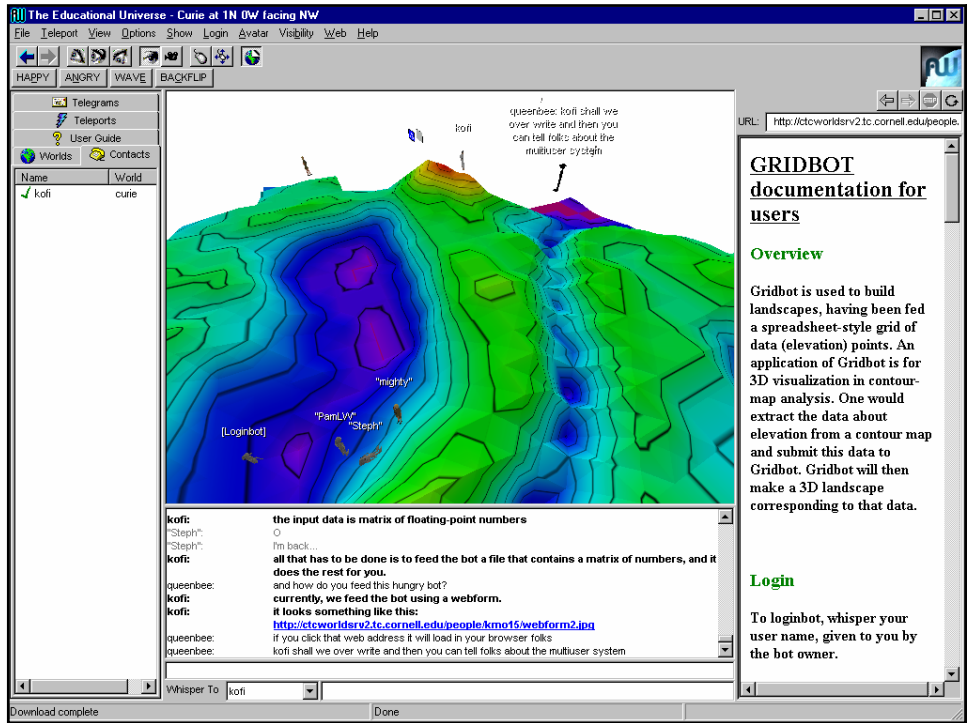 The Educational Universe - Curie at 1N 0W facing NW
File Teleport View Options Show Login Avatar Visibility Web Help
HAPPY ANGRY WAVE BACKFLIP
AW
Telegrams
Teleports
User Guide
Worlds Contacts
Name World
kofi curie
queenbee: kofi shall we
over write and then you
can tell folks about the
multiuser system
kofi
"mighty"
"PamLW"
"Steph"
[Loginbot]
kofi: the input data is matrix of floating-point numbers
"Steph": O
"Steph": I'm back...
kofi: all that has to be done is to feed the bot a file that contains a matrix of numbers, and it
does the rest for you.
queenbee: and how do you feed this hungry bot?
kofi: currently, we feed the bot using a webform.
kofi: it looks something like this:
http://ctcworldsrv2.tc.cornell.edu/people/kmo15/webform2.jpg
queenbee: if you click that web address it will load in your browser folks
queenbee: kofi shall we over write and then you can tell folks about the multiuser system
Whisper To kofi
URL: http://ctcworldsrv2.tc.cornell.edu/people.
GRIDBOT
documentation for
users
Overview
Gridbot is used to build
landscapes, having been fed
a spreadsheet-style grid of
data (elevation) points. An
application of Gridbot is for
3D visualization in contour-
map analysis. One would
extract the data about
elevation from a contour map
and submit this data to
Gridbot. Gridbot will then
make a 3D landscape
corresponding to that data.
Login
To loginbot, whisper your
user name, given to you by
the bot owner.
Download complete
Done